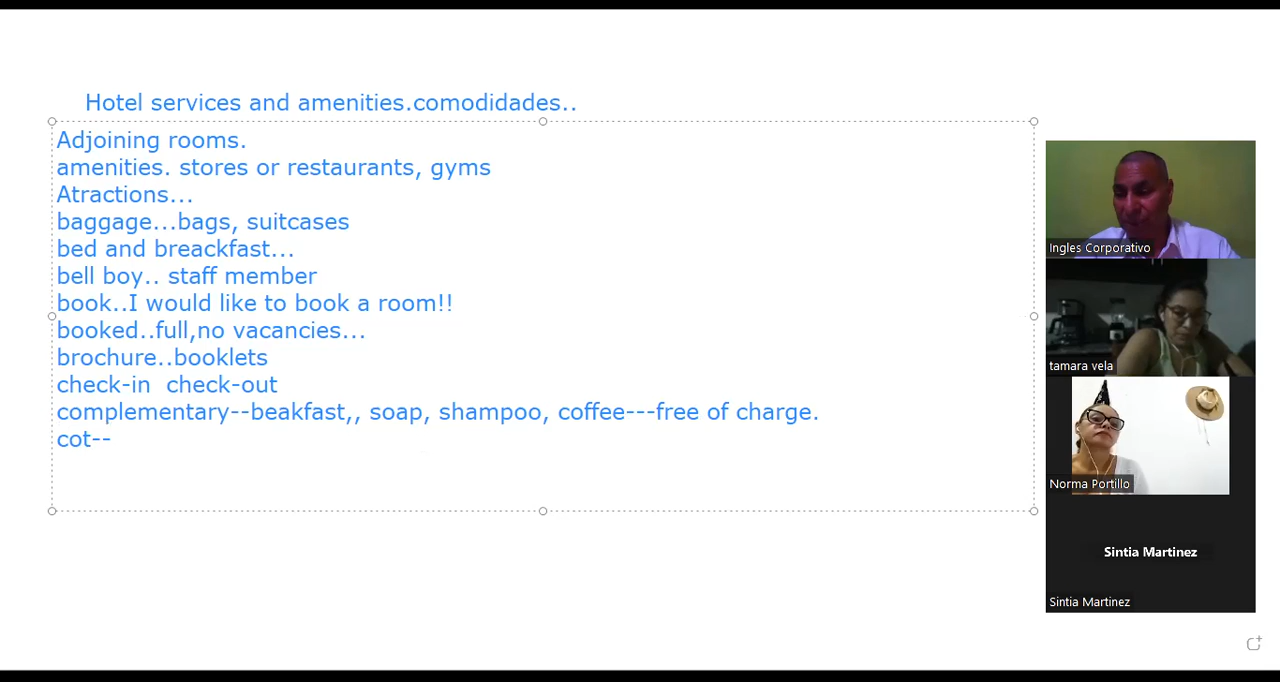 Hotel services and amenities.comodidades..
Adjoining rooms.
amenities. stores or restaurants, gyms
Atractions...
baggage...bags, suitcases
bed and breackfast...
bell boy.. staff member
book..I would like to book a room!!
booked..full,no vacancies...
brochure..booklets
check-in  check-out
complementary--beakfast,, soap, shampoo, coffee---free of charge.
cot--
Ingles Corporativo
tamara vela
Norma Portillo
Sintia Martinez
Sintia Martinez